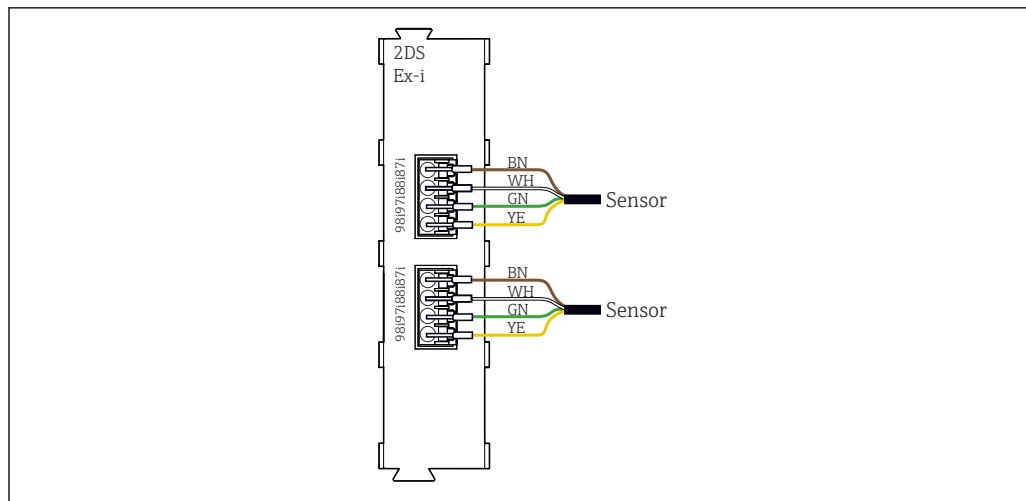 2DS
Ex-i
98i97i88i87i
BN
WH
GN
YE
Sensor
98i97i88i87i
BN
WH
GN
YE
Sensor